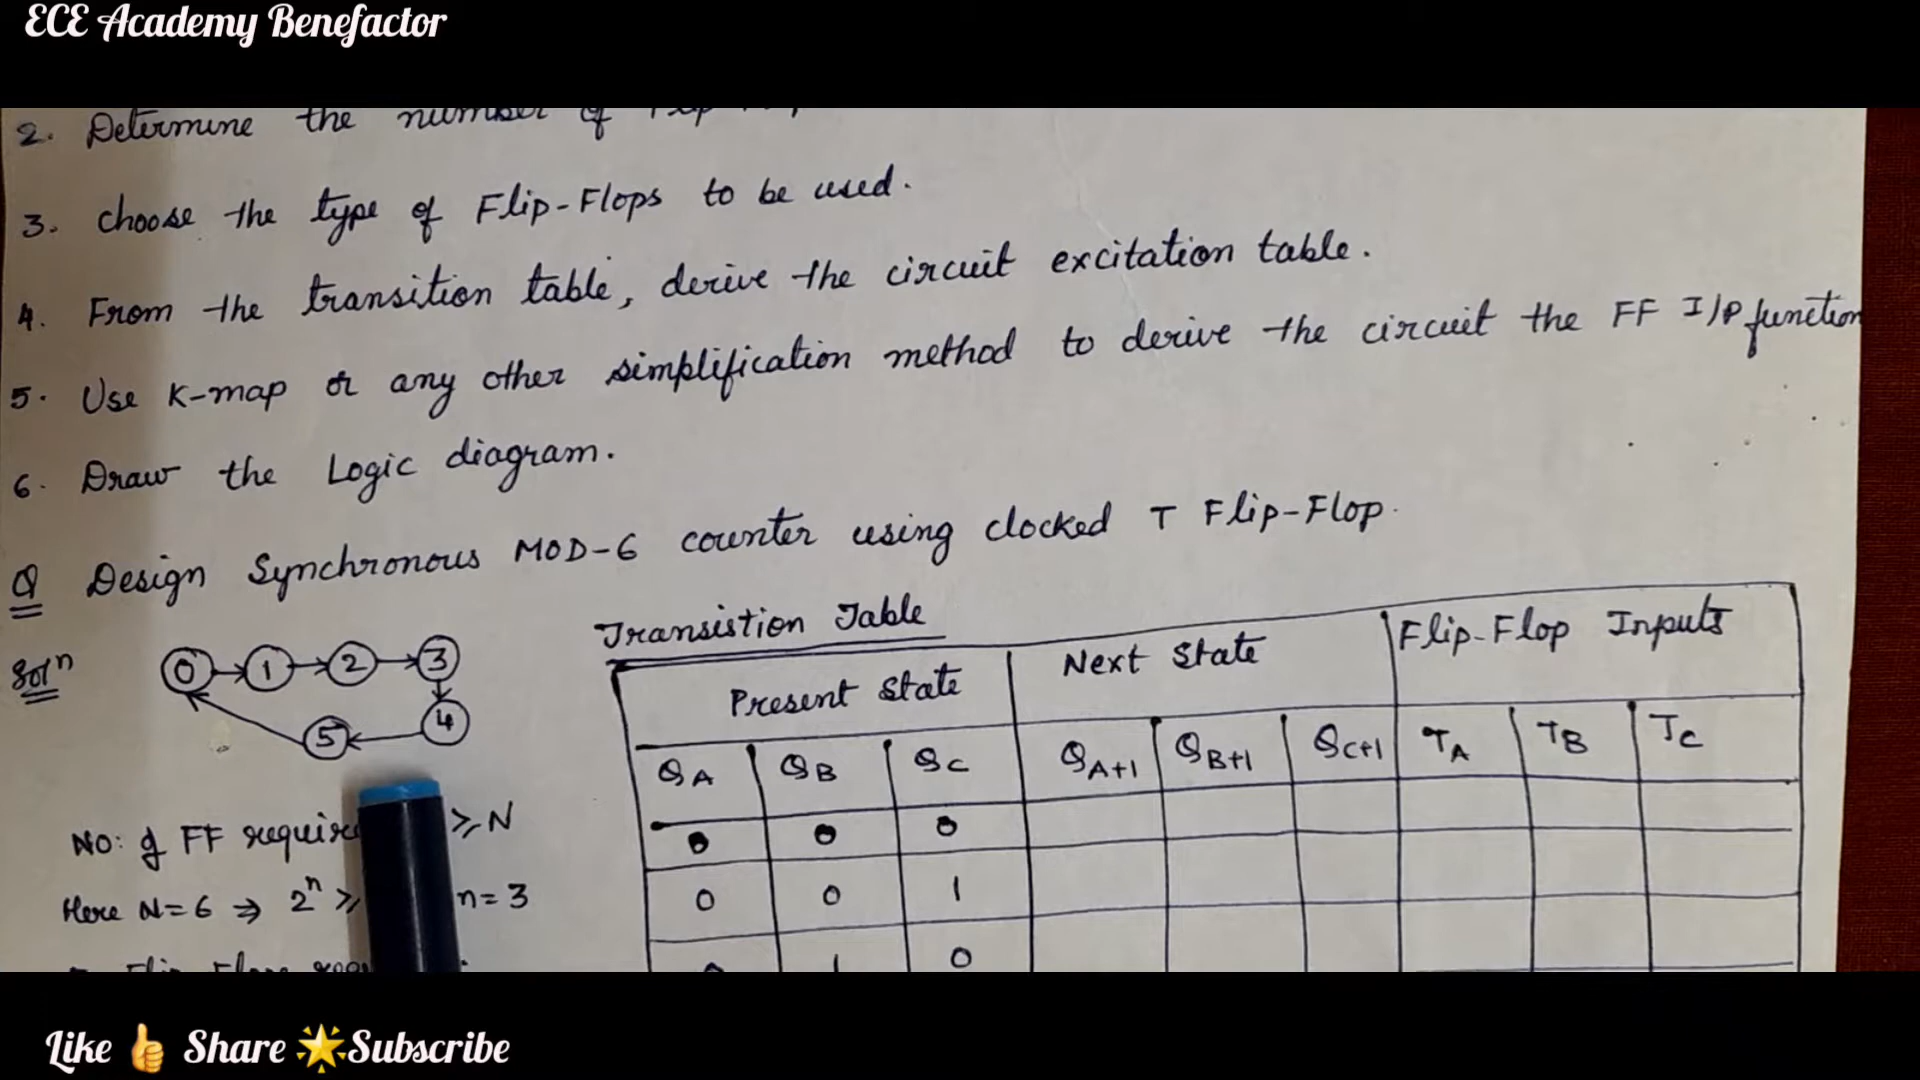 ECE Academy Benefactor
2. Determine the number of
3. choose the type of Flip-Flops to be used.
4. From the transition table, derive the circuit excitation table.
5. Use K-map or any other simplification method to derive the circuit the FF I/P function
6. Draw the Logic diagram.
Q Design Synchronous MOD-6 counter using clocked T Flip-Flop.
Soln
0 1 2 3
5 4
Transistion Table
Present State Next State Flip-Flop Inputs
QA QB QC QA+1 QB+1 QC+1 TA TB TC
0 0 0
0 0 1
0 1 0
NO: of FF require ≥ N
Here N=6 ⇒ 2^n ≥ n=3
Like 👍 Share 🌟Subscribe